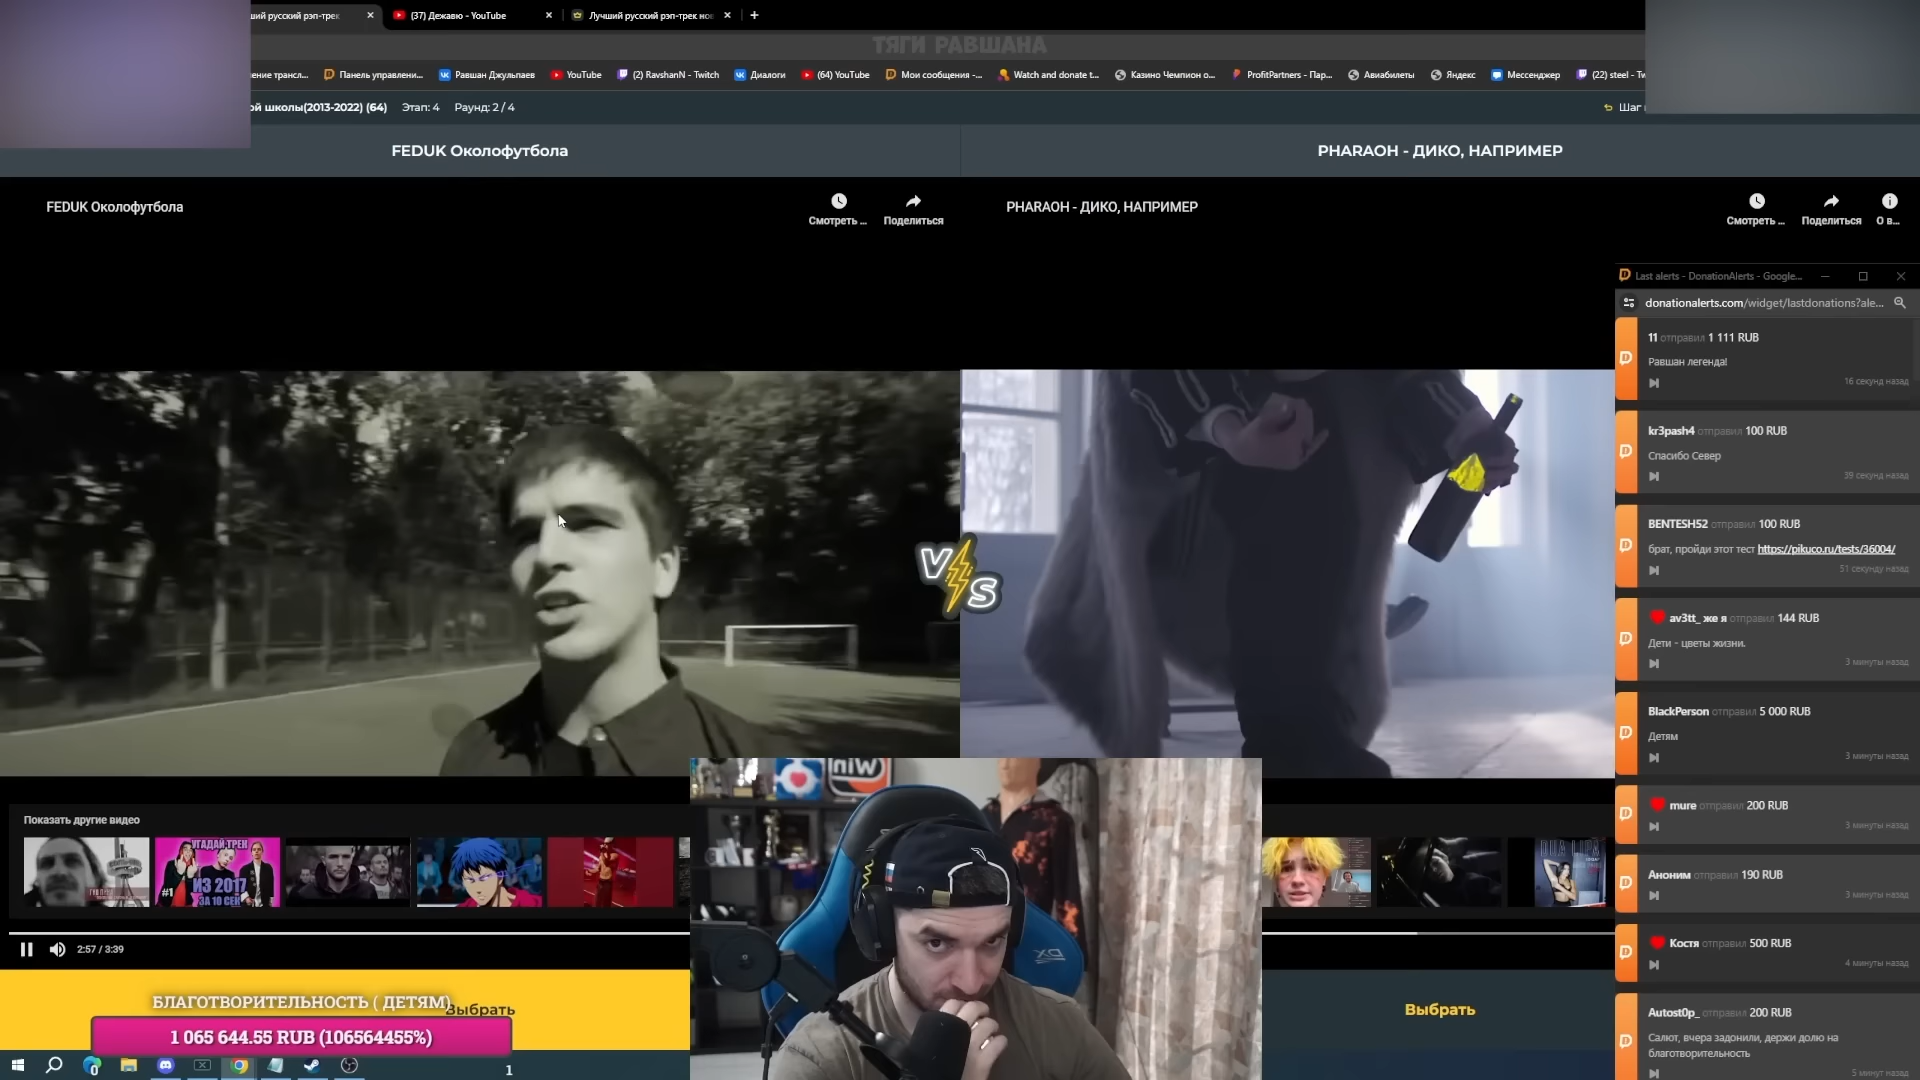 ший русский рэп-трек
(37) Дежавю - YouTube
Лучший русский рэп-трек но
ТЯГИ РАВШАНА
ение трансл...
Панель управлени...
Равшан Джульпаев
YouTube
(2) RavshanN - Twitch
Диалоги
(64) YouTube
Мои сообщения -...
Watch and donate t...
Казино Чемпион о...
ProfitPartners - Пар...
Авиабилеты
Яндекс
Мессенджер
(22) steel - Tw
ой школы(2013-2022) (64) Этап: 4 Раунд: 2 / 4
Шаг
FEDUK Околофутбола
PHARAOH - ДИКО, НАПРИМЕР
FEDUK Околофутбола
Смотреть ...
Поделиться
PHARAOH - ДИКО, НАПРИМЕР
Смотреть ...
Поделиться
О в...
VS
Last alerts - DonationAlerts - Google...
donationalerts.com/widget/lastdonations?ale...
11 отправил 1 111 RUB
Равшан легенда!
16 секунд назад
kr3pash4 отправил 100 RUB
Спасибо Север
39 секунд назад
BENTESH52 отправил 100 RUB
брат, пройди этот тест https://pikuco.ru/tests/36004/
51 секунду назад
av3tt_ же я отправил 144 RUB
Дети - цветы жизни.
3 минуты назад
BlackPerson отправил 5 000 RUB
Детям
3 минуты назад
mure отправил 200 RUB
3 минуты назад
Аноним отправил 190 RUB
3 минуты назад
Костя отправил 500 RUB
4 минуты назад
Autost0p_ отправил 200 RUB
Салют, вчера задонили, держи долю на
благотворительность
5 минут назад
Показать другие видео
УГАДАЙ ТРЕК
#1 ИЗ 2017
ЗА 10 СЕК
2:57 / 3:39
БЛАГОТВОРИТЕЛЬНОСТЬ ( ДЕТЯМ)
Выбрать
1 065 644.55 RUB (106564455%)
Выбрать
1